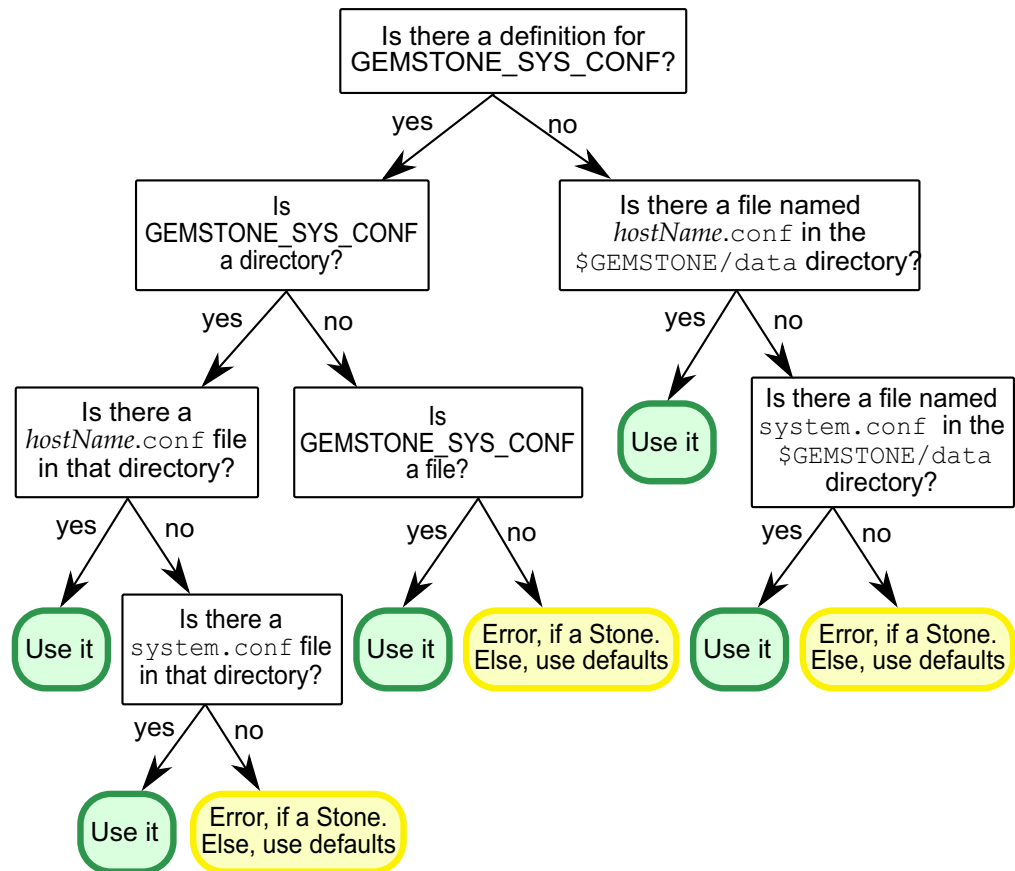 Is there a definition for
GEMSTONE_SYS_CONF?
yes
no
Is
GEMSTONE_SYS_CONF
a directory?
Is there a file named
hostName.conf in the
$GEMSTONE/data directory?
yes
no
yes
no
Is there a
hostName.conf file
in that directory?
Is
GEMSTONE_SYS_CONF
a file?
Use it
Is there a file named
system.conf in the
$GEMSTONE/data
directory?
yes
no
yes
no
yes
no
Use it
Is there a
system.conf file
in that directory?
Use it
Error, if a Stone.
Else, use defaults
Use it
Error, if a Stone.
Else, use defaults
yes
no
Use it
Error, if a Stone.
Else, use defaults